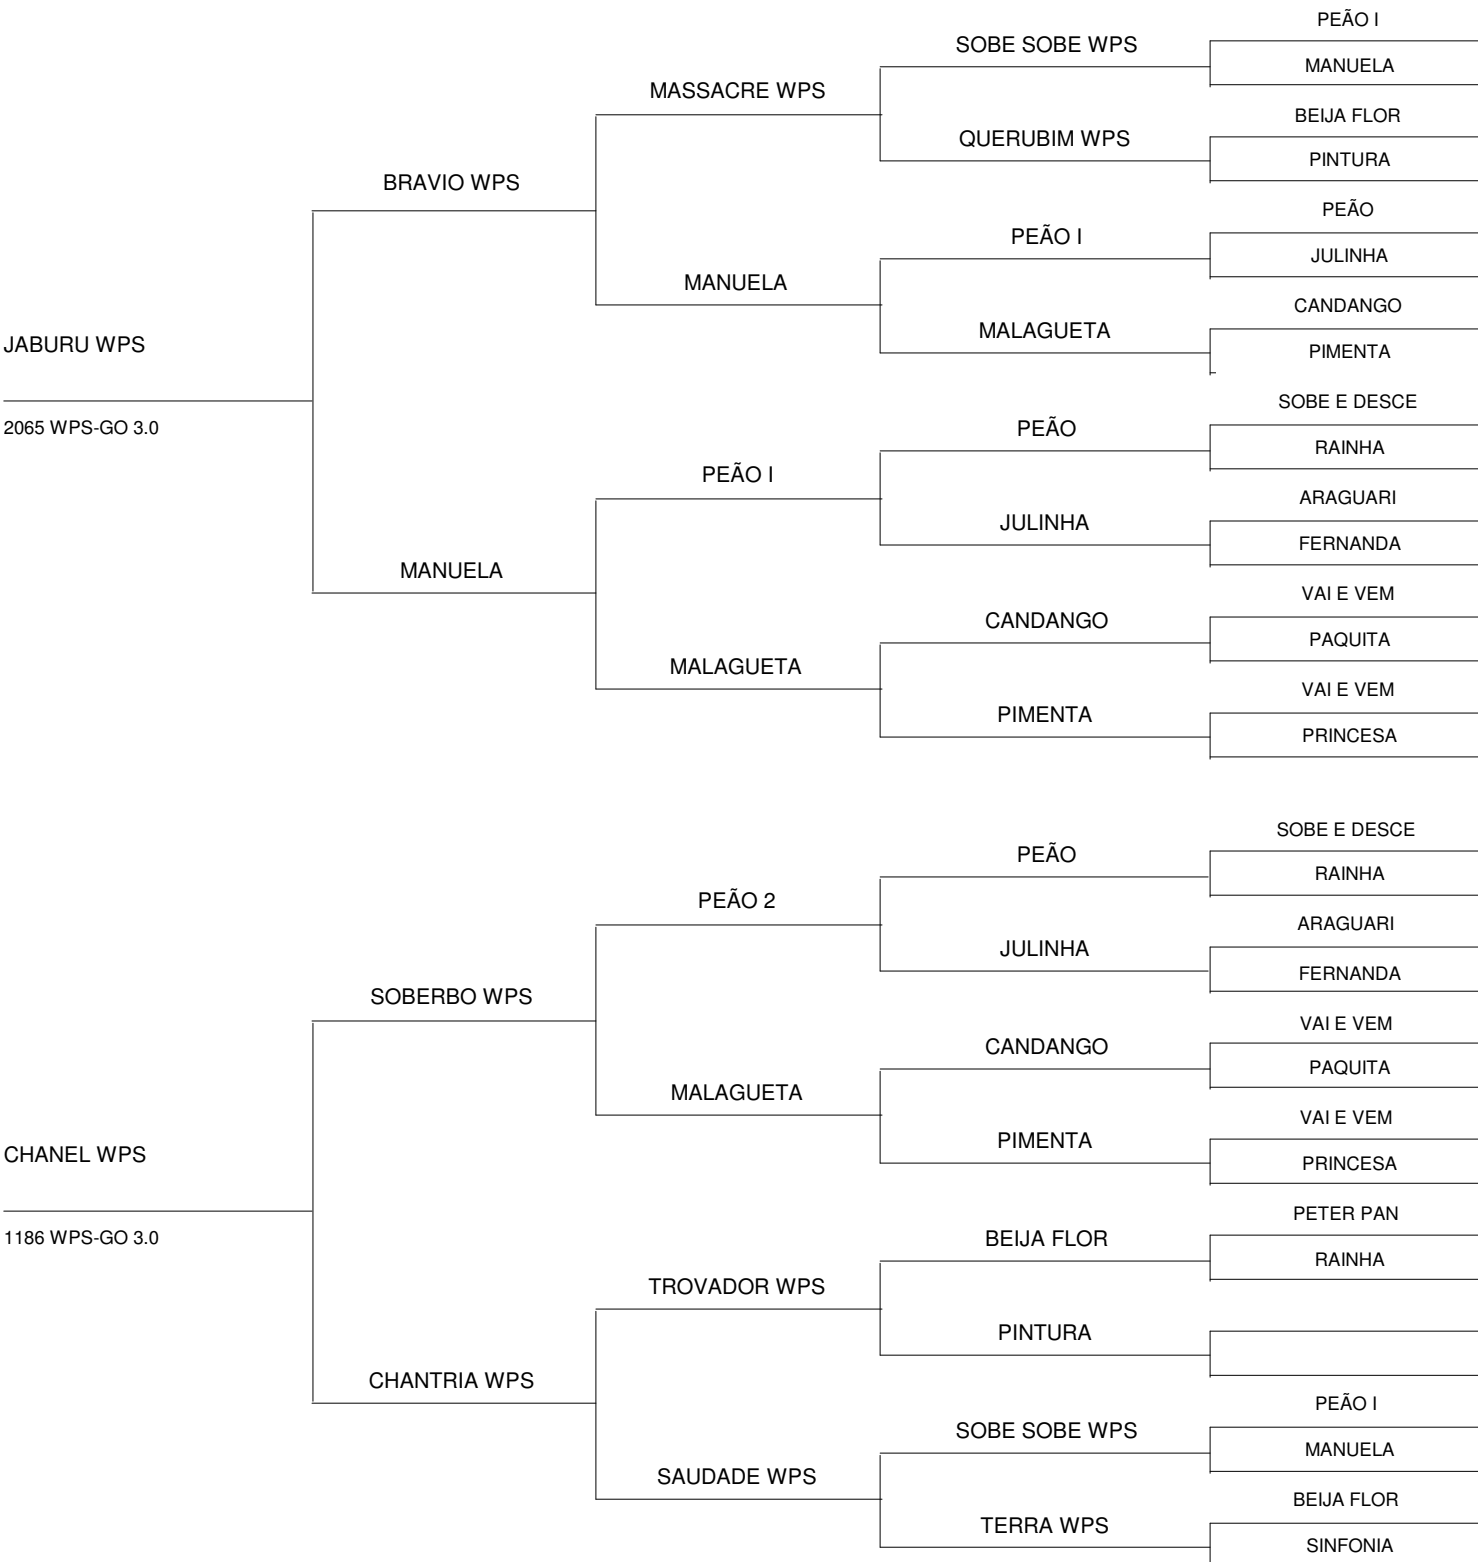 PEÃO I
SOBE SOBE WPS
MANUELA
MASSACRE WPS
BEIJA FLOR
QUERUBIM WPS
PINTURA
BRAVIO WPS
PEÃO
PEÃO I
JULINHA
MANUELA
CANDANGO
MALAGUETA
JABURU WPS
PIMENTA
SOBE E DESCE
2065 WPS-GO 3.0
PEÃO
RAINHA
PEÃO I
ARAGUARI
JULINHA
FERNANDA
MANUELA
VAI E VEM
CANDANGO
PAQUITA
MALAGUETA
VAI E VEM
PIMENTA
PRINCESA
SOBE E DESCE
PEÃO
RAINHA
PEÃO 2
ARAGUARI
JULINHA
FERNANDA
SOBERBO WPS
VAI E VEM
CANDANGO
PAQUITA
MALAGUETA
VAI E VEM
PIMENTA
CHANEL WPS
PRINCESA
PETER PAN
1186 WPS-GO 3.0
BEIJA FLOR
RAINHA
TROVADOR WPS
PINTURA
CHANTRIA WPS
PEÃO I
SOBE SOBE WPS
MANUELA
SAUDADE WPS
BEIJA FLOR
TERRA WPS
SINFONIA